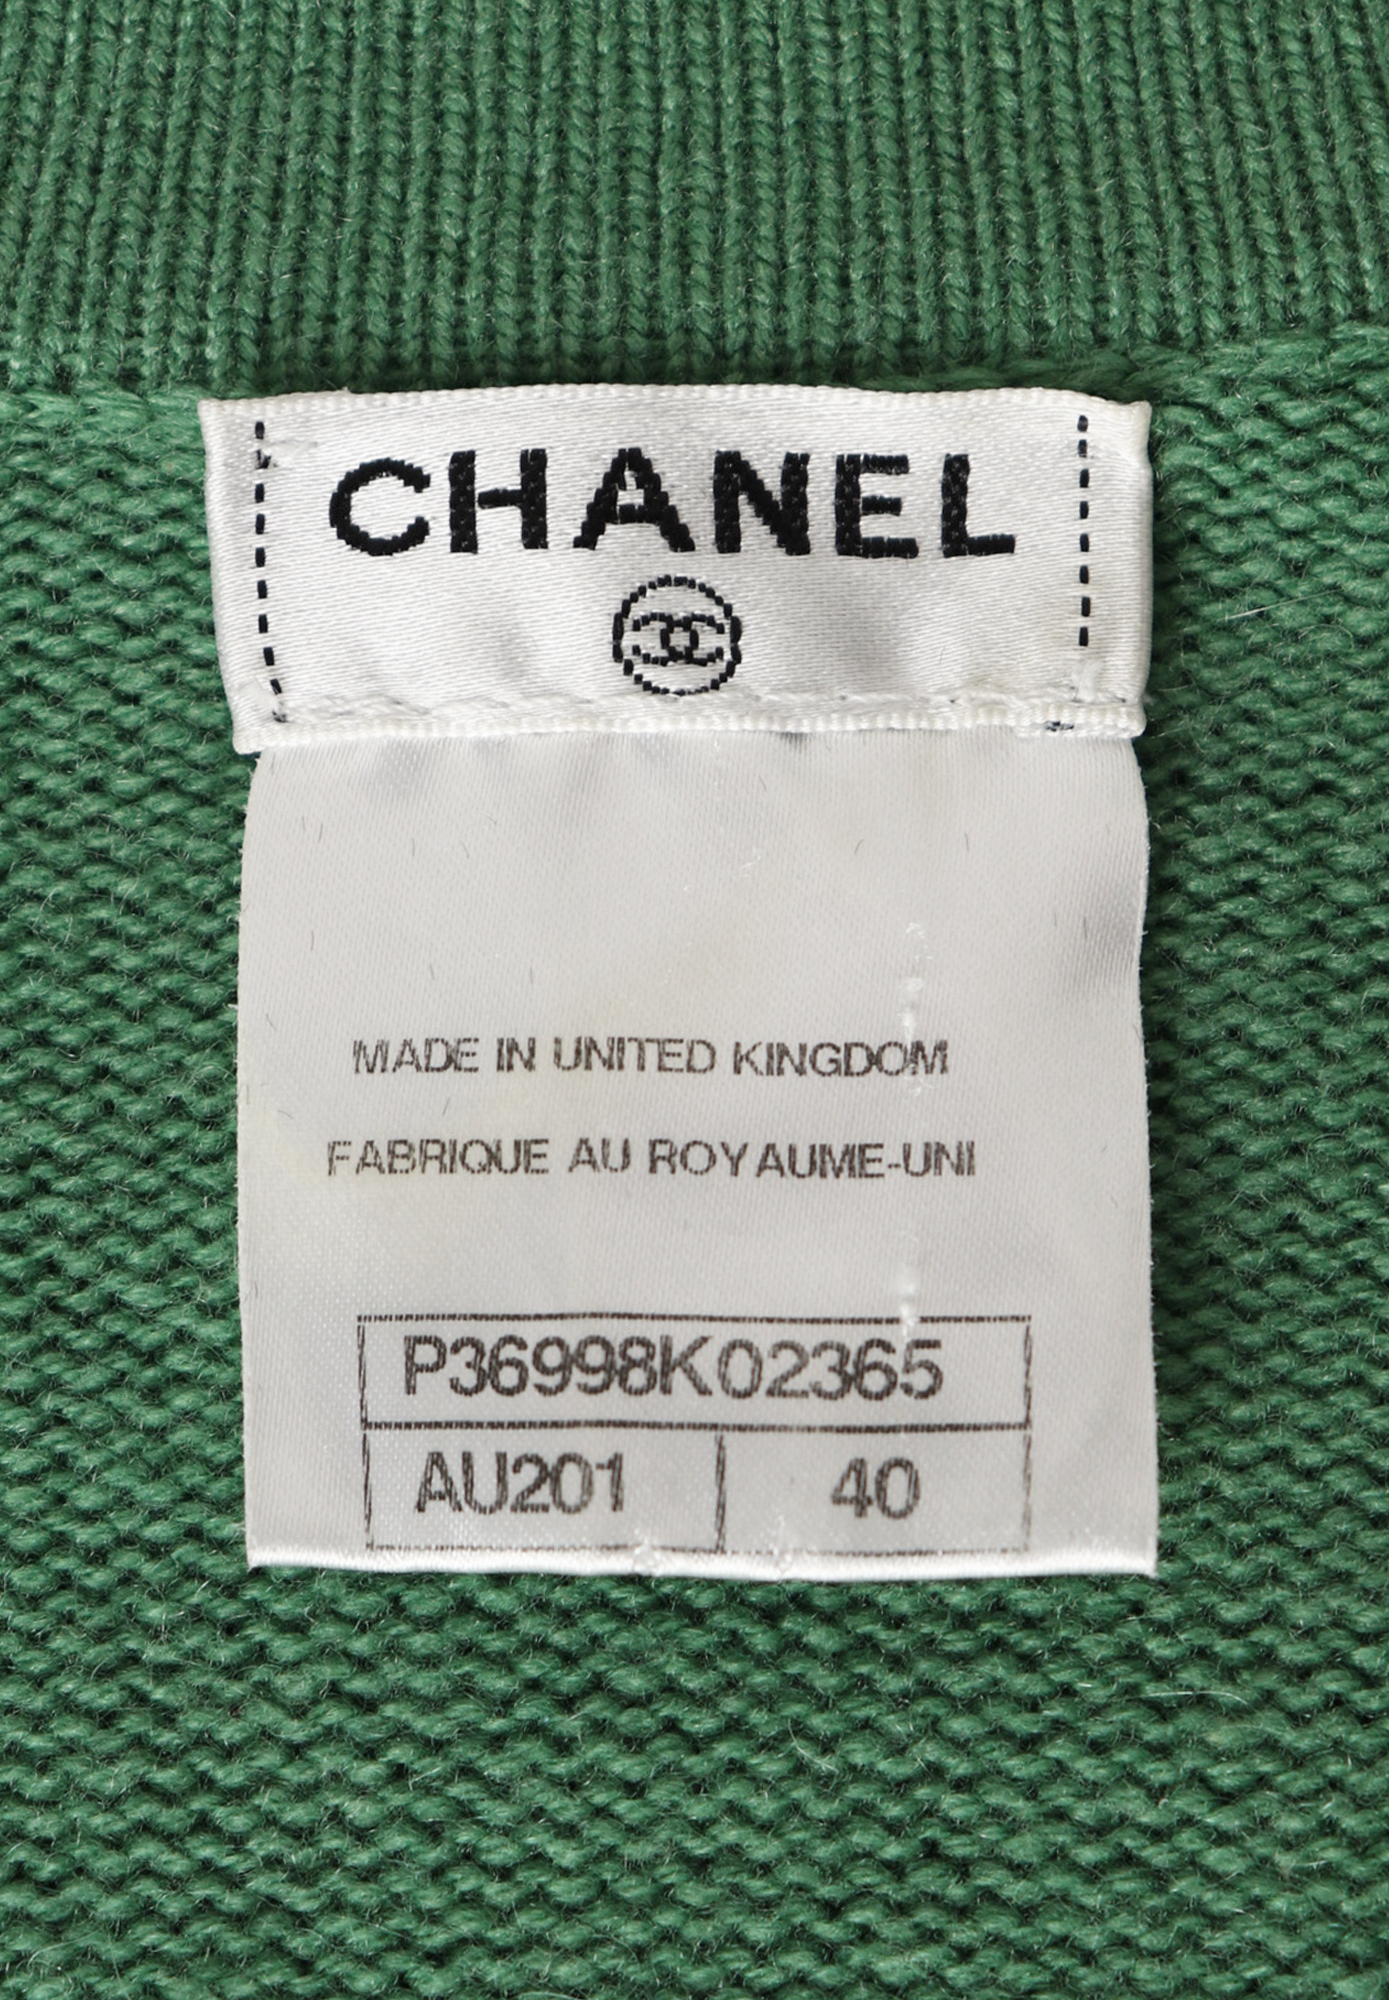 CHANEL
MADE IN UNITED KINGDOM
FABRIQUE AU ROYAUME-UNI
P36998K02365
AU201 40